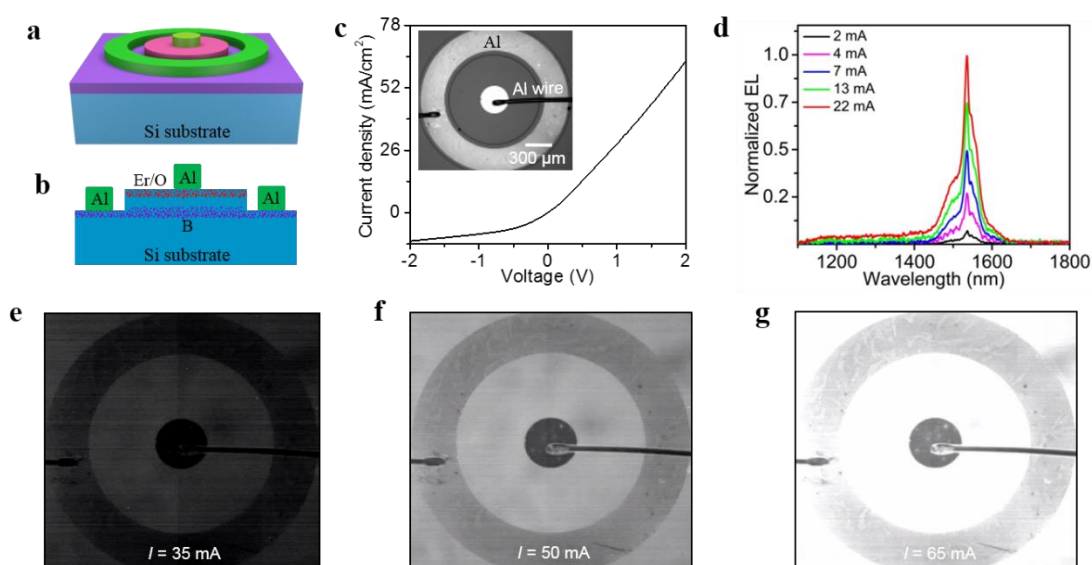 a
Si substrate
b
Er/O
Al
Al
Al
B
Si substrate
c
Current density (mA/cm²)
78
52
26
0
-2
-1
0
1
2
Voltage (V)
Al
Al wire
300 μm
d
Normalized EL
1.0
0.7
0.5
0.2
2 mA
4 mA
7 mA
13 mA
22 mA
1200
1400
1600
1800
Wavelength (nm)
e
I = 35 mA
f
I = 50 mA
g
I = 65 mA